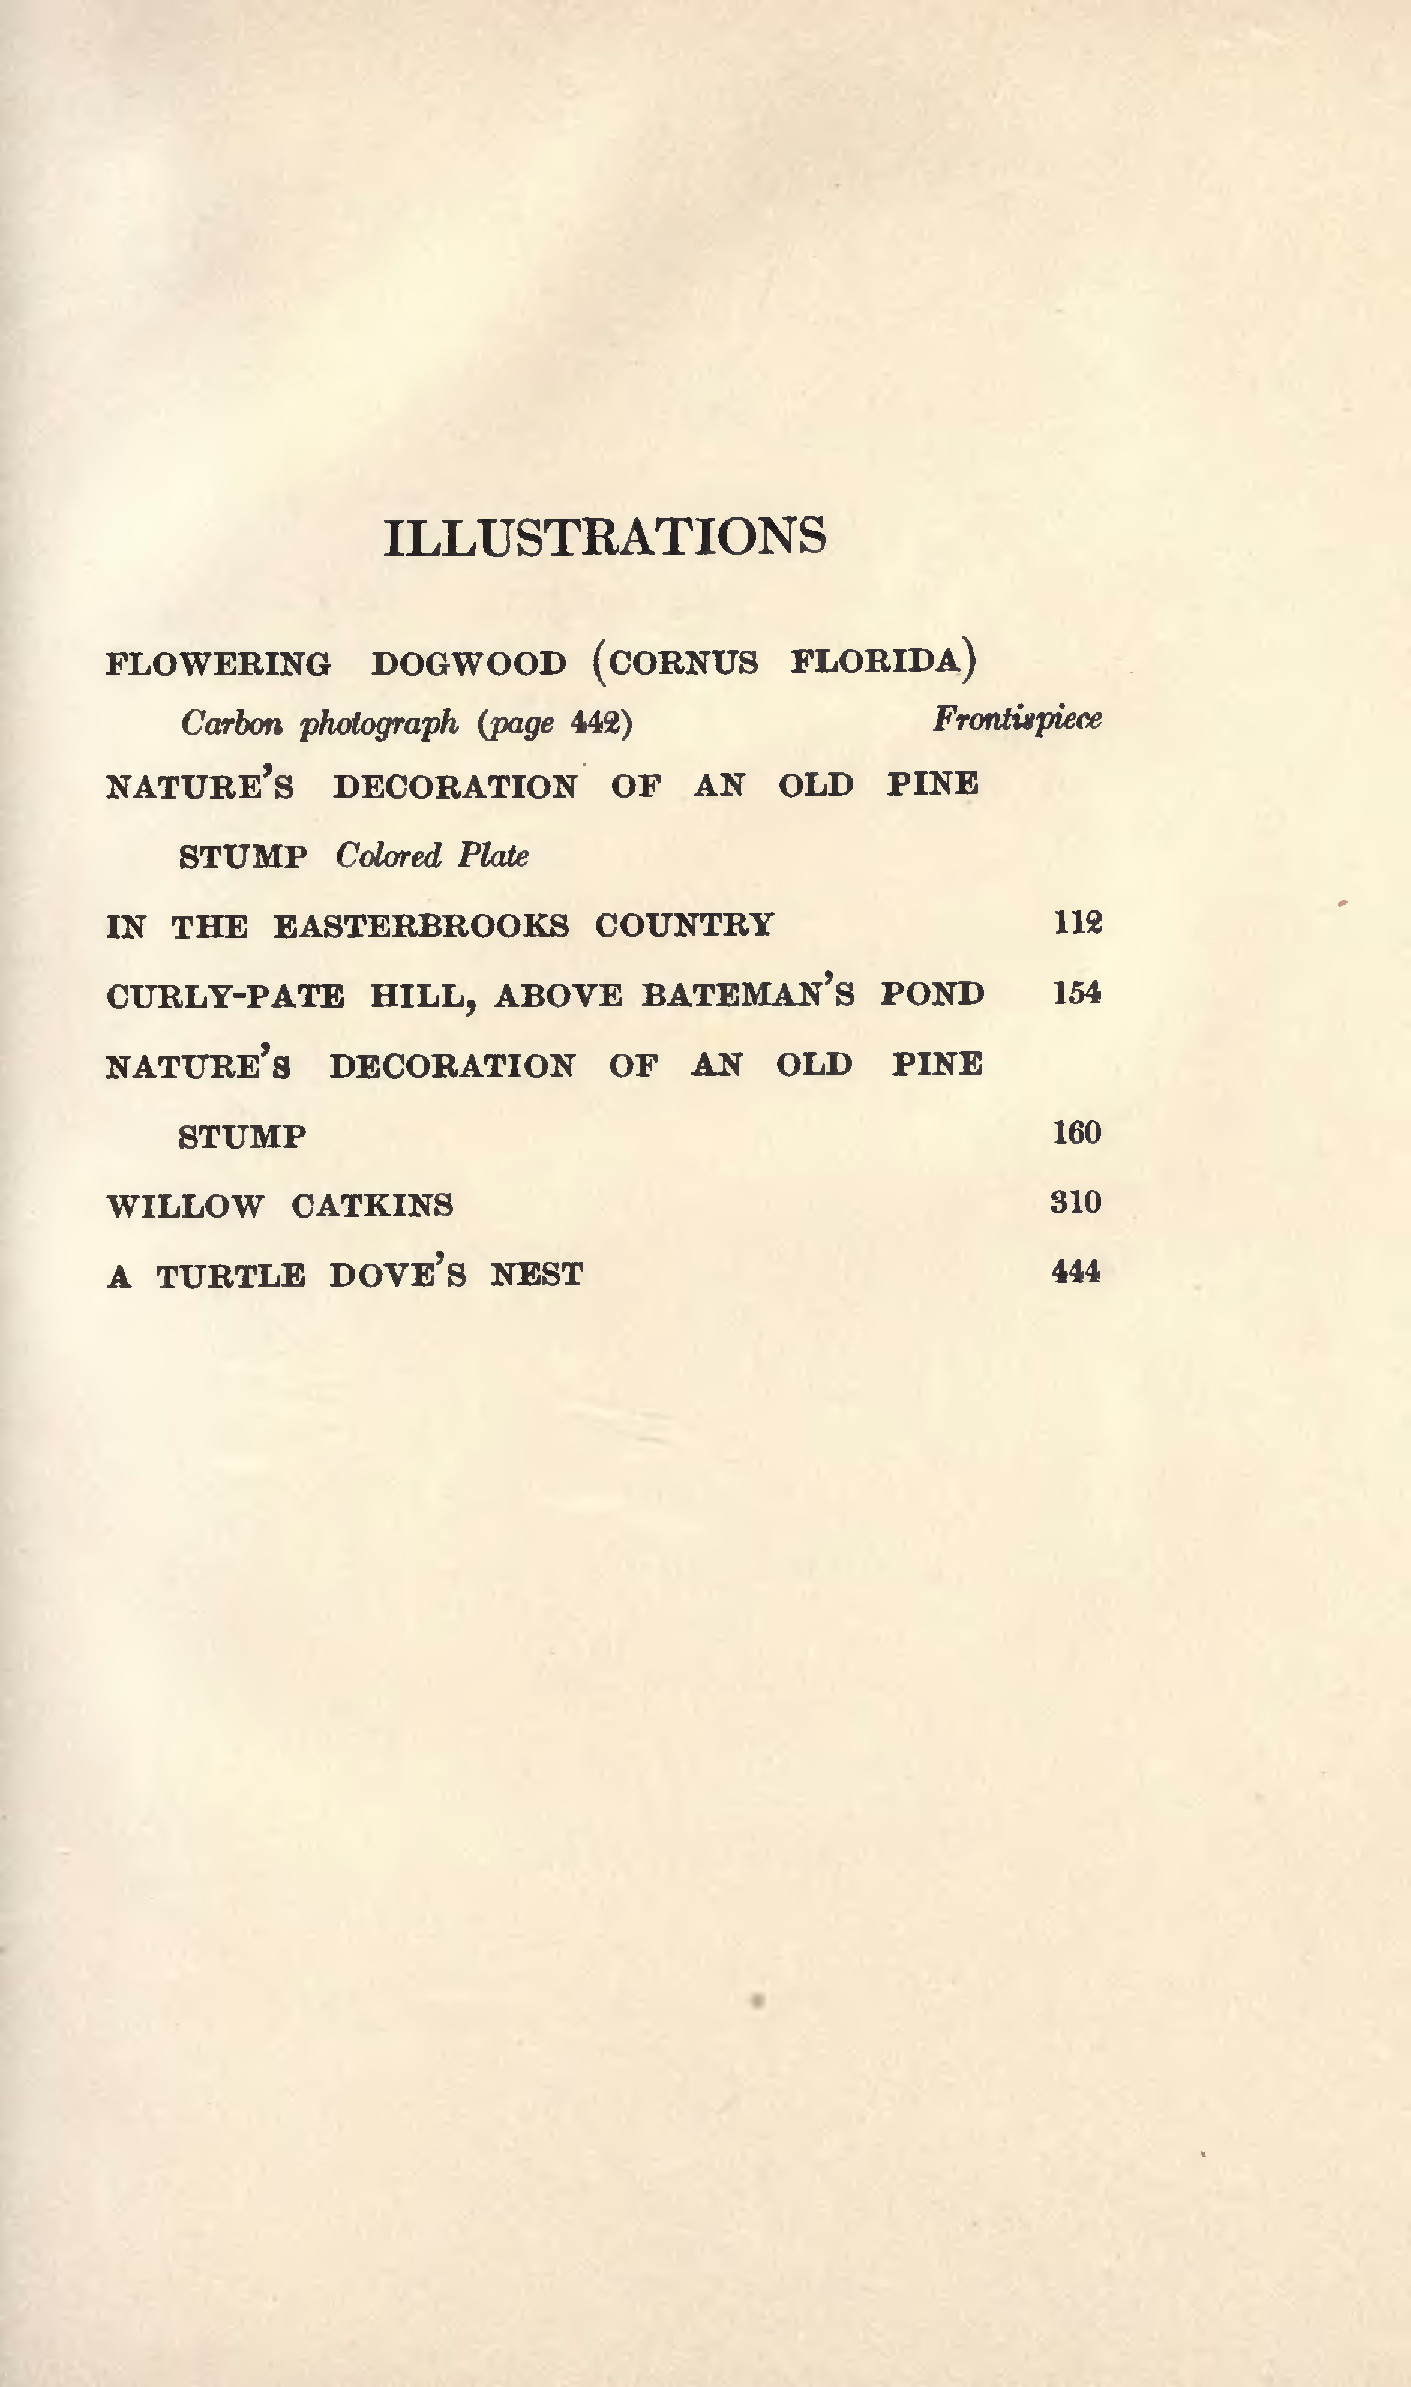 ILLUSTRATIONS
FLOWERING DOGWOOD (CORNUS FLORIDA)
Carbon photograph (page 442) Frontispiece
NATURE'S DECORATION OF AN OLD PINE
STUMP Colored Plate
IN THE EASTERBROOKS COUNTRY 112
CURLY-PATE HILL, ABOVE BATEMAN'S POND 154
NATURE'S DECORATION OF AN OLD PINE
STUMP 160
WILLOW CATKINS 310
A TURTLE DOVE'S NEST 444